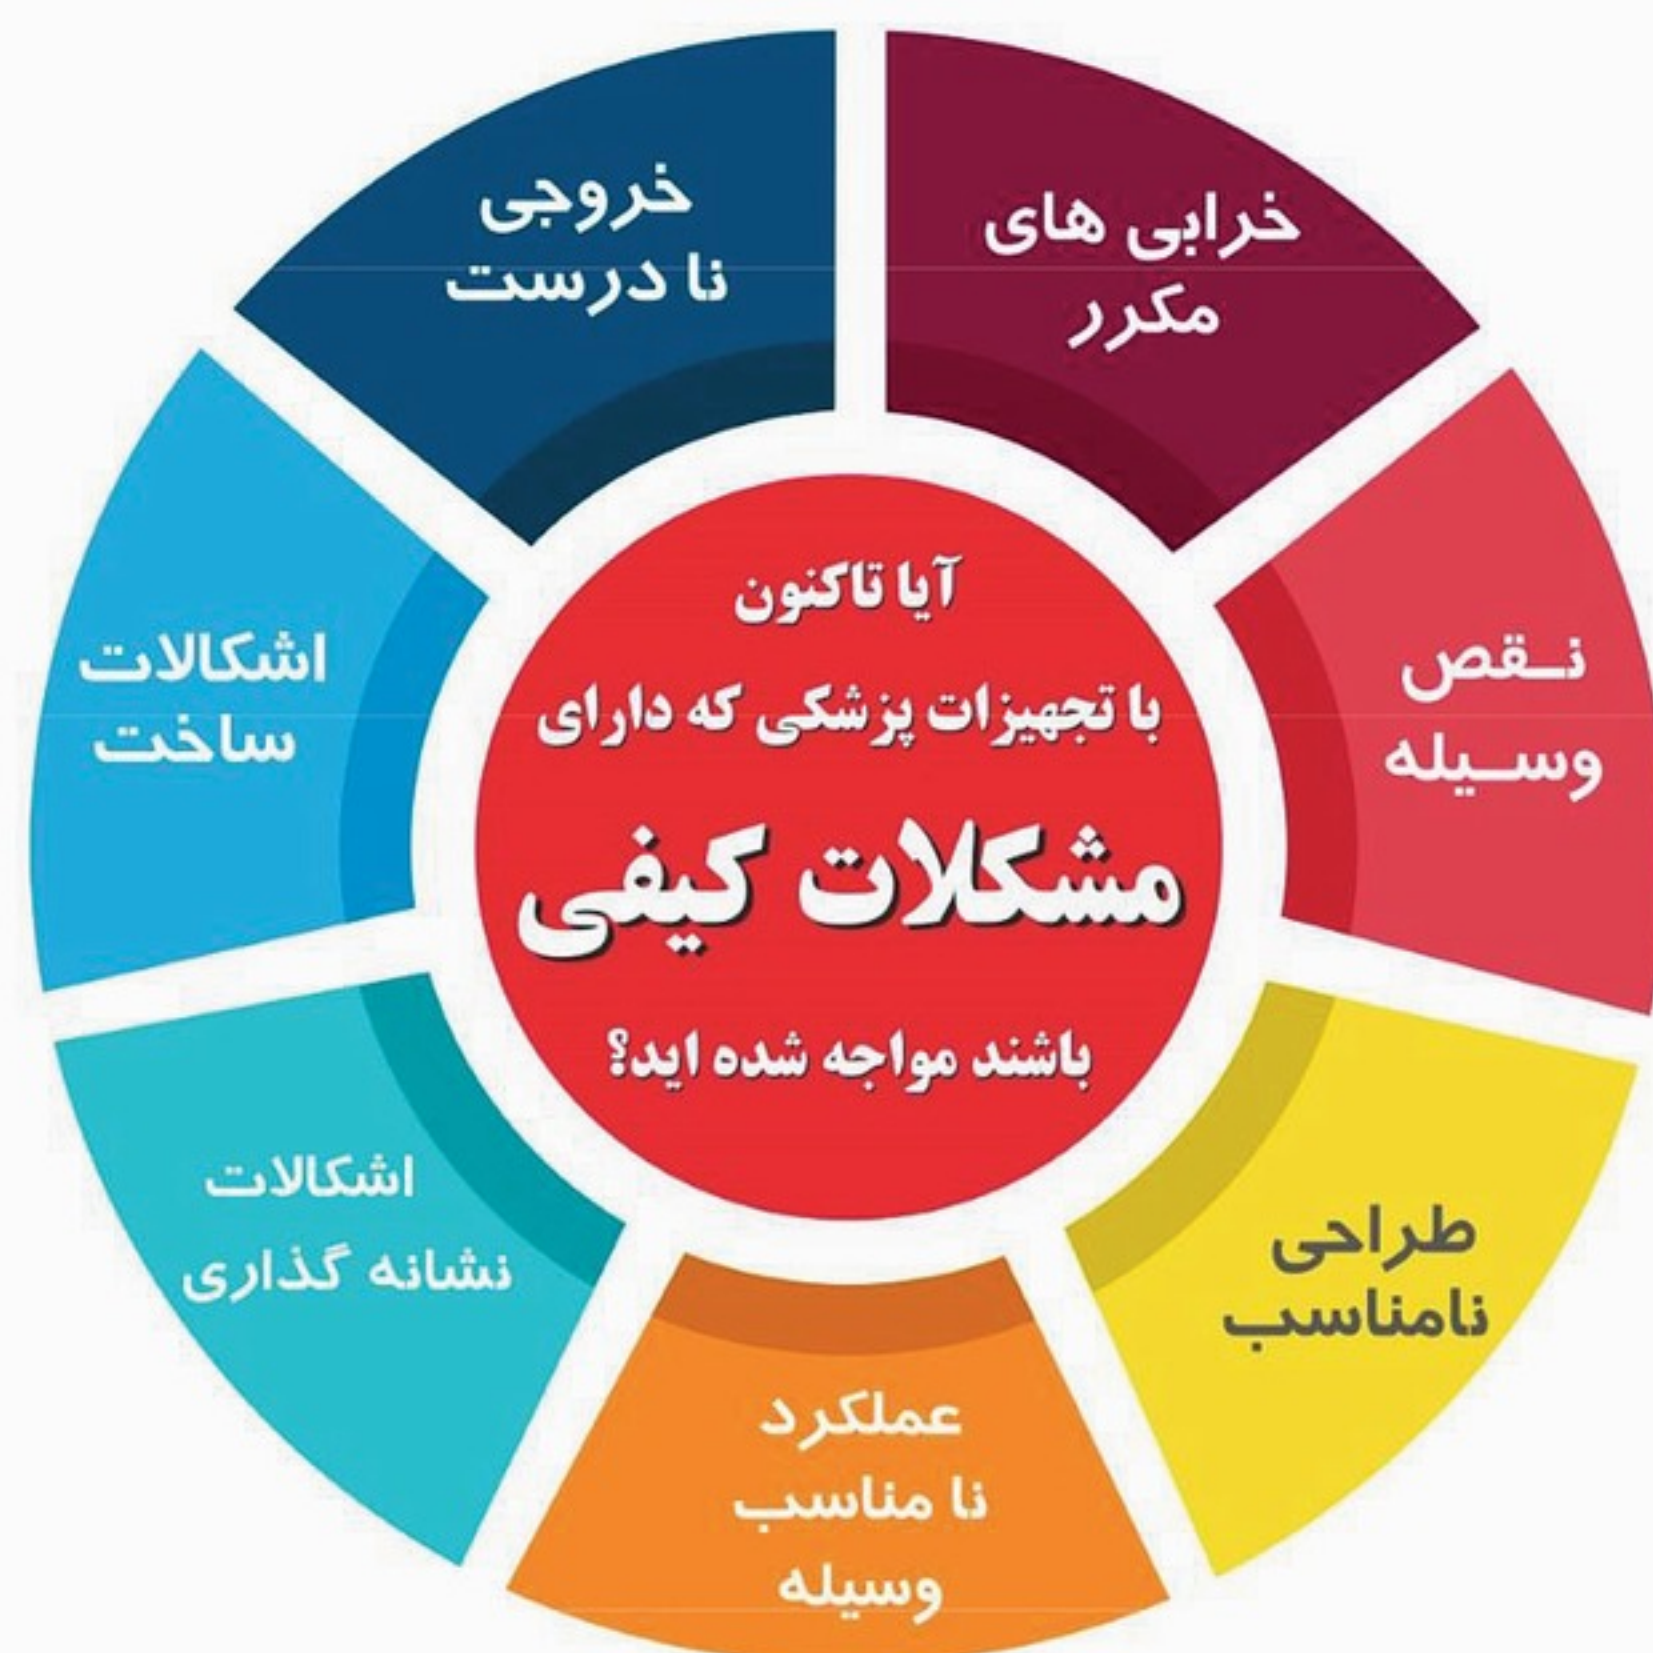 آیا تاکنون
با تجهیزات پزشکی که دارای
مشکلات کیفی
باشند مواجه شده اید؟
خرابی های
مکرر
نـقص
وسـیله
طراحی
نامناسب
عملکرد
نا مناسب
وسیله
اشکالات
نشانه گذاری
اشکالات
ساخت
خروجی
نا درست